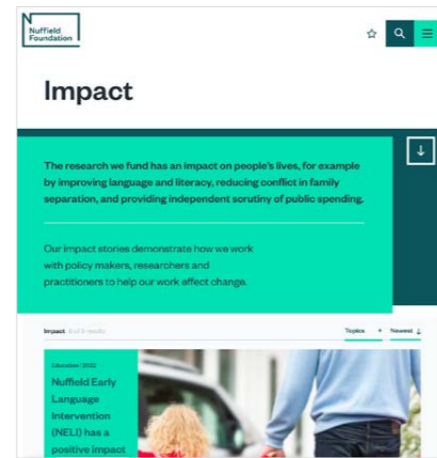 Nuffield
Foundation
Impact
The research we fund has an impact on people's lives, for example
by improving language and literacy, reducing conflict in family
separation, and providing independent scrutiny of public spending.
Our impact stories demonstrate how we work
with policy makers, researchers and
practitioners to help our work effect change.
Impact
Topics + Newest ↓
Education | 2022
Nuffield Early
Language
Intervention
(NELI) has a
positive impact